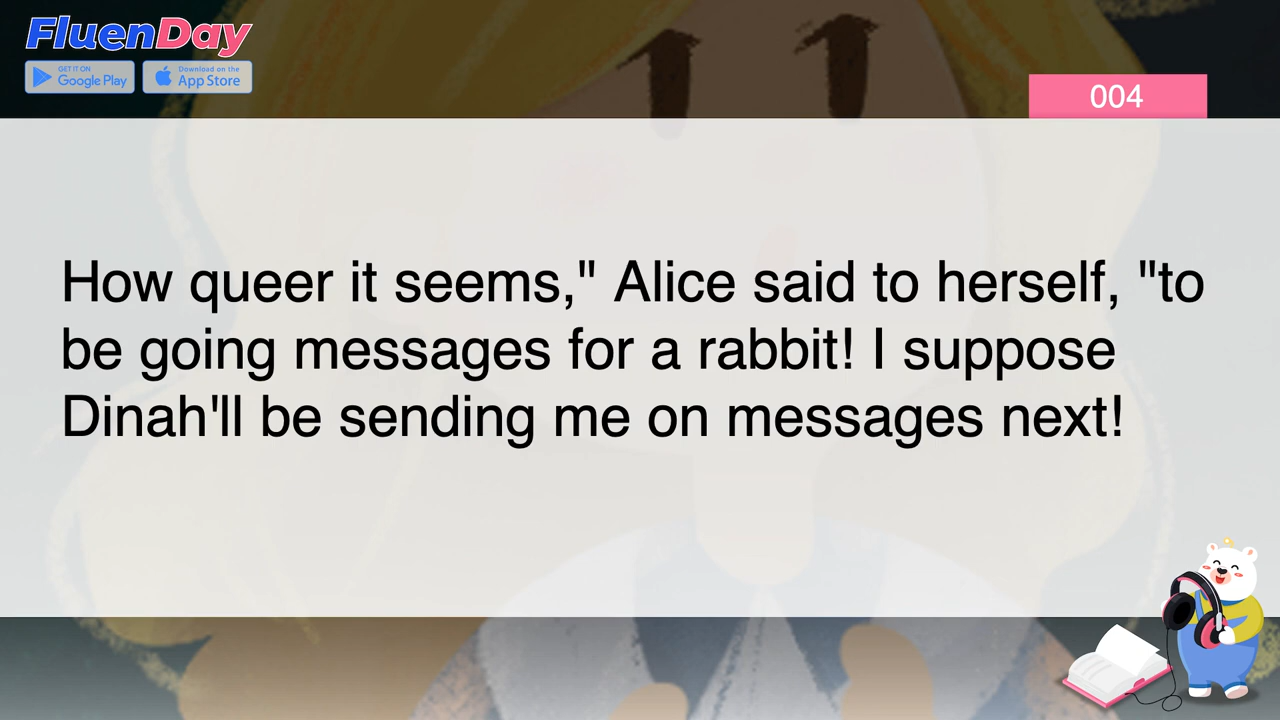 FluenDay
GET IT ON
Google Play
Download on the
App Store
004
How queer it seems," Alice said to herself, "to
be going messages for a rabbit! I suppose
Dinah'll be sending me on messages next!